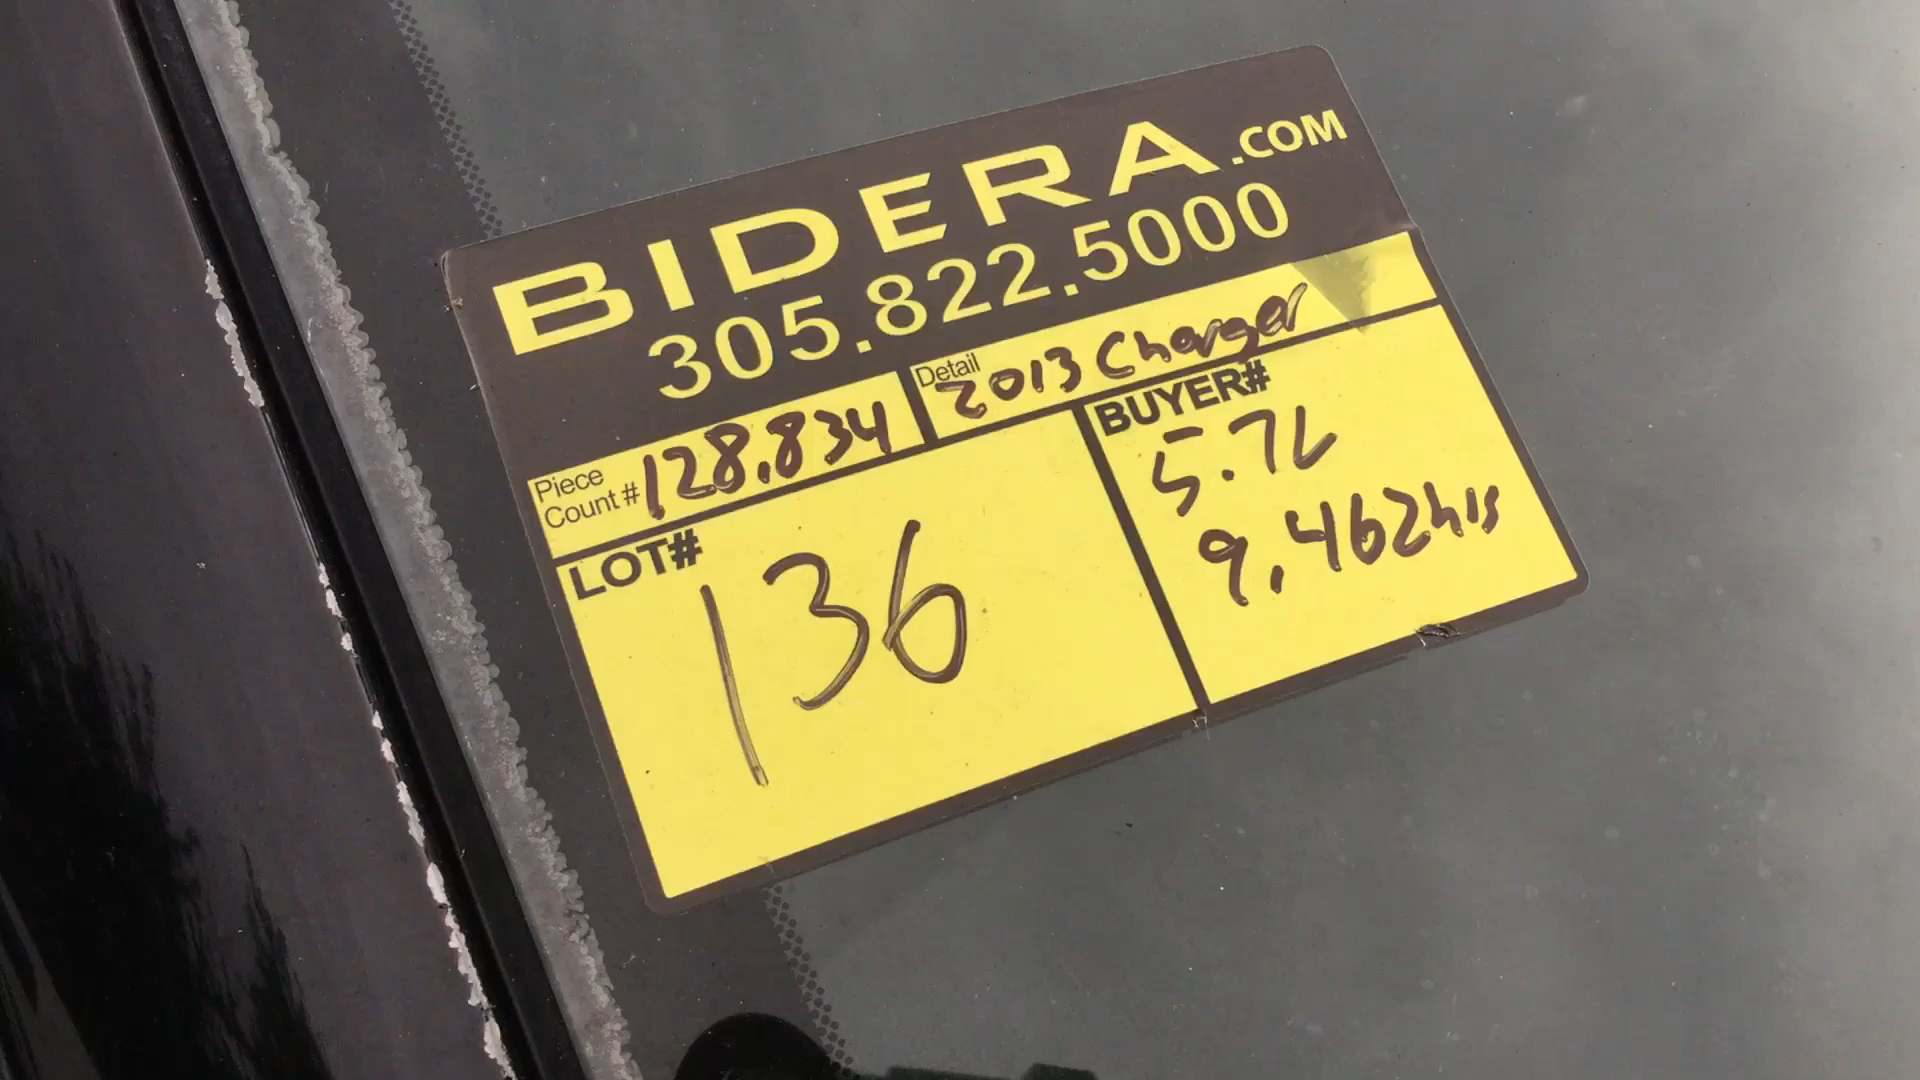 BIDERA.COM
305.822.5000
Piece Count # 128,834
Detail 2013 Charger
LOT# 136
BUYER#
5.7L
9,462hrs